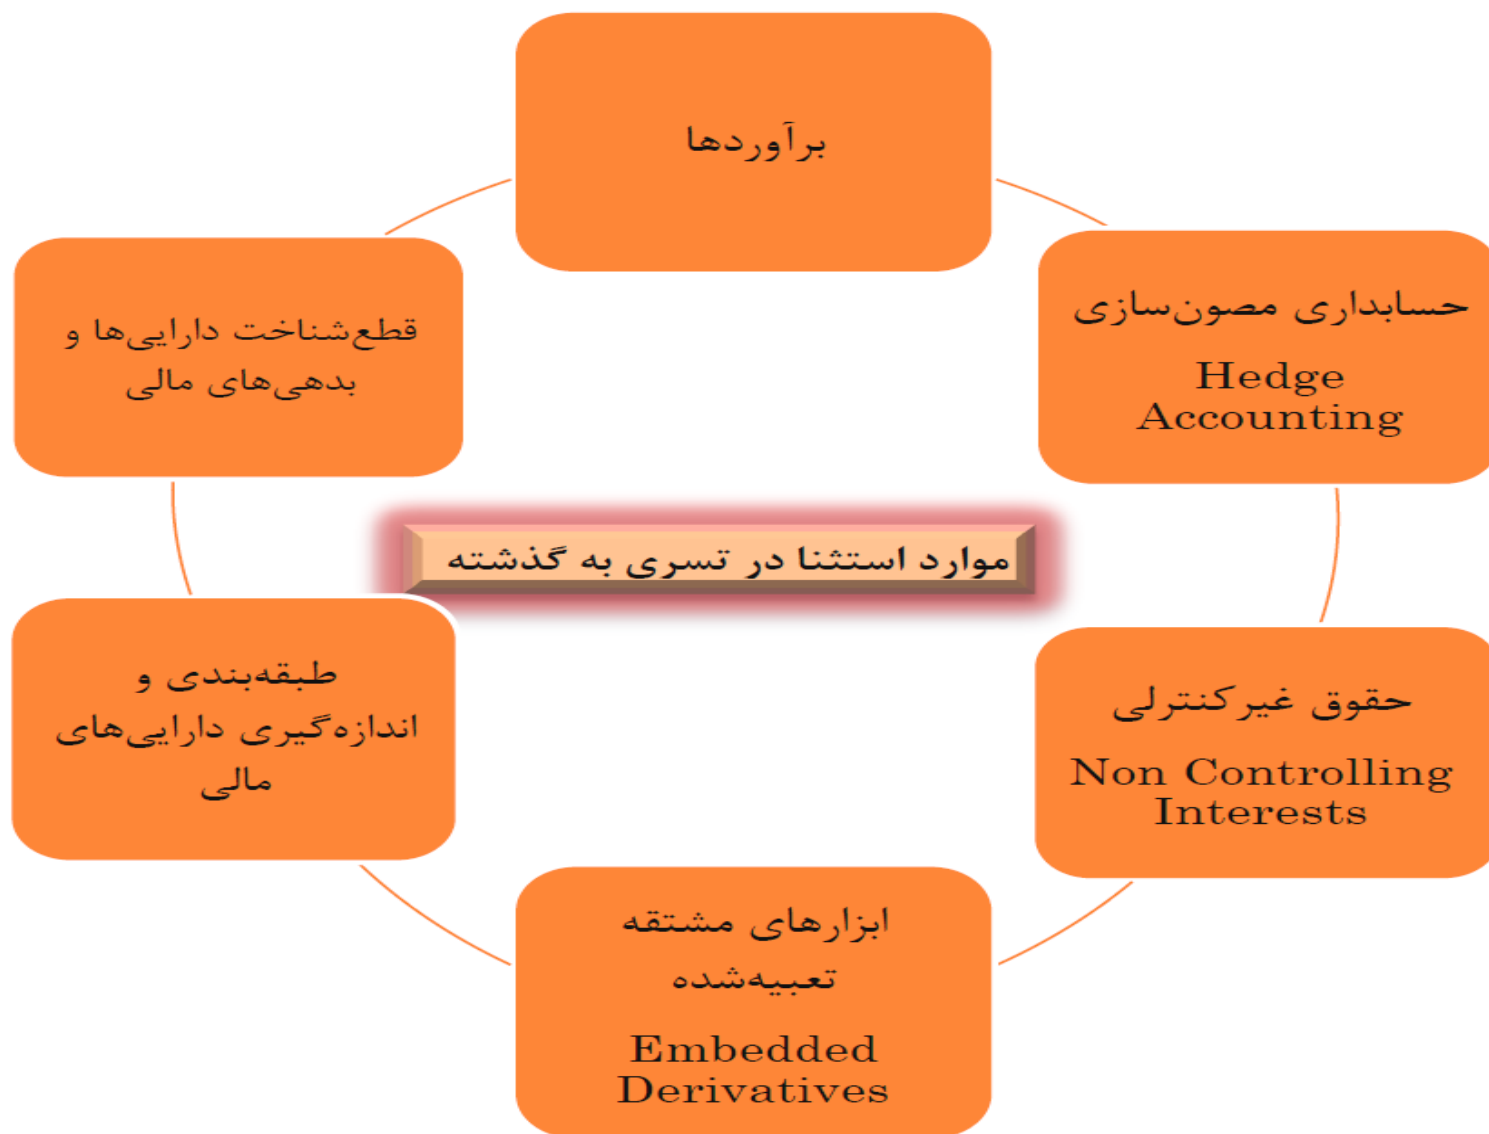 برآوردها
حسابداری مصون‌سازی
Hedge
Accounting
حقوق غیرکنترلی
Non Controlling
Interests
ابزارهای مشتقه
تعبیه‌شده
Embedded
Derivatives
طبقه‌بندی و
اندازه‌گیری دارایی‌های
مالی
قطع‌شناخت دارایی‌ها و
بدهی‌های مالی
موارد استثنا در تسری به گذشته